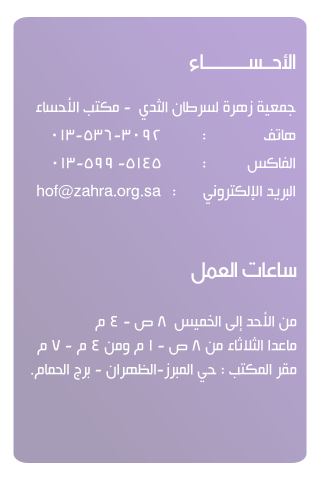 الأحســـــاء
جمعية زهرة لسرطان الثدي - مكتب الأحساء
هاتف : ٠١٣-٥٣٦-٣٠٩٢
الفاكس : ٠١٣-٥٩٩ -٥١٤٥
البريد الإلكتروني : hof@zahra.org.sa
ساعات العمل
من الأحد إلى الخميس ٨ ص - ٤ م
ماعدا الثلاثاء من ٨ ص - ١ م ومن ٤ م - ٧ م
مقر المكتب : حي المبرز-الظهران - برج الحمام.